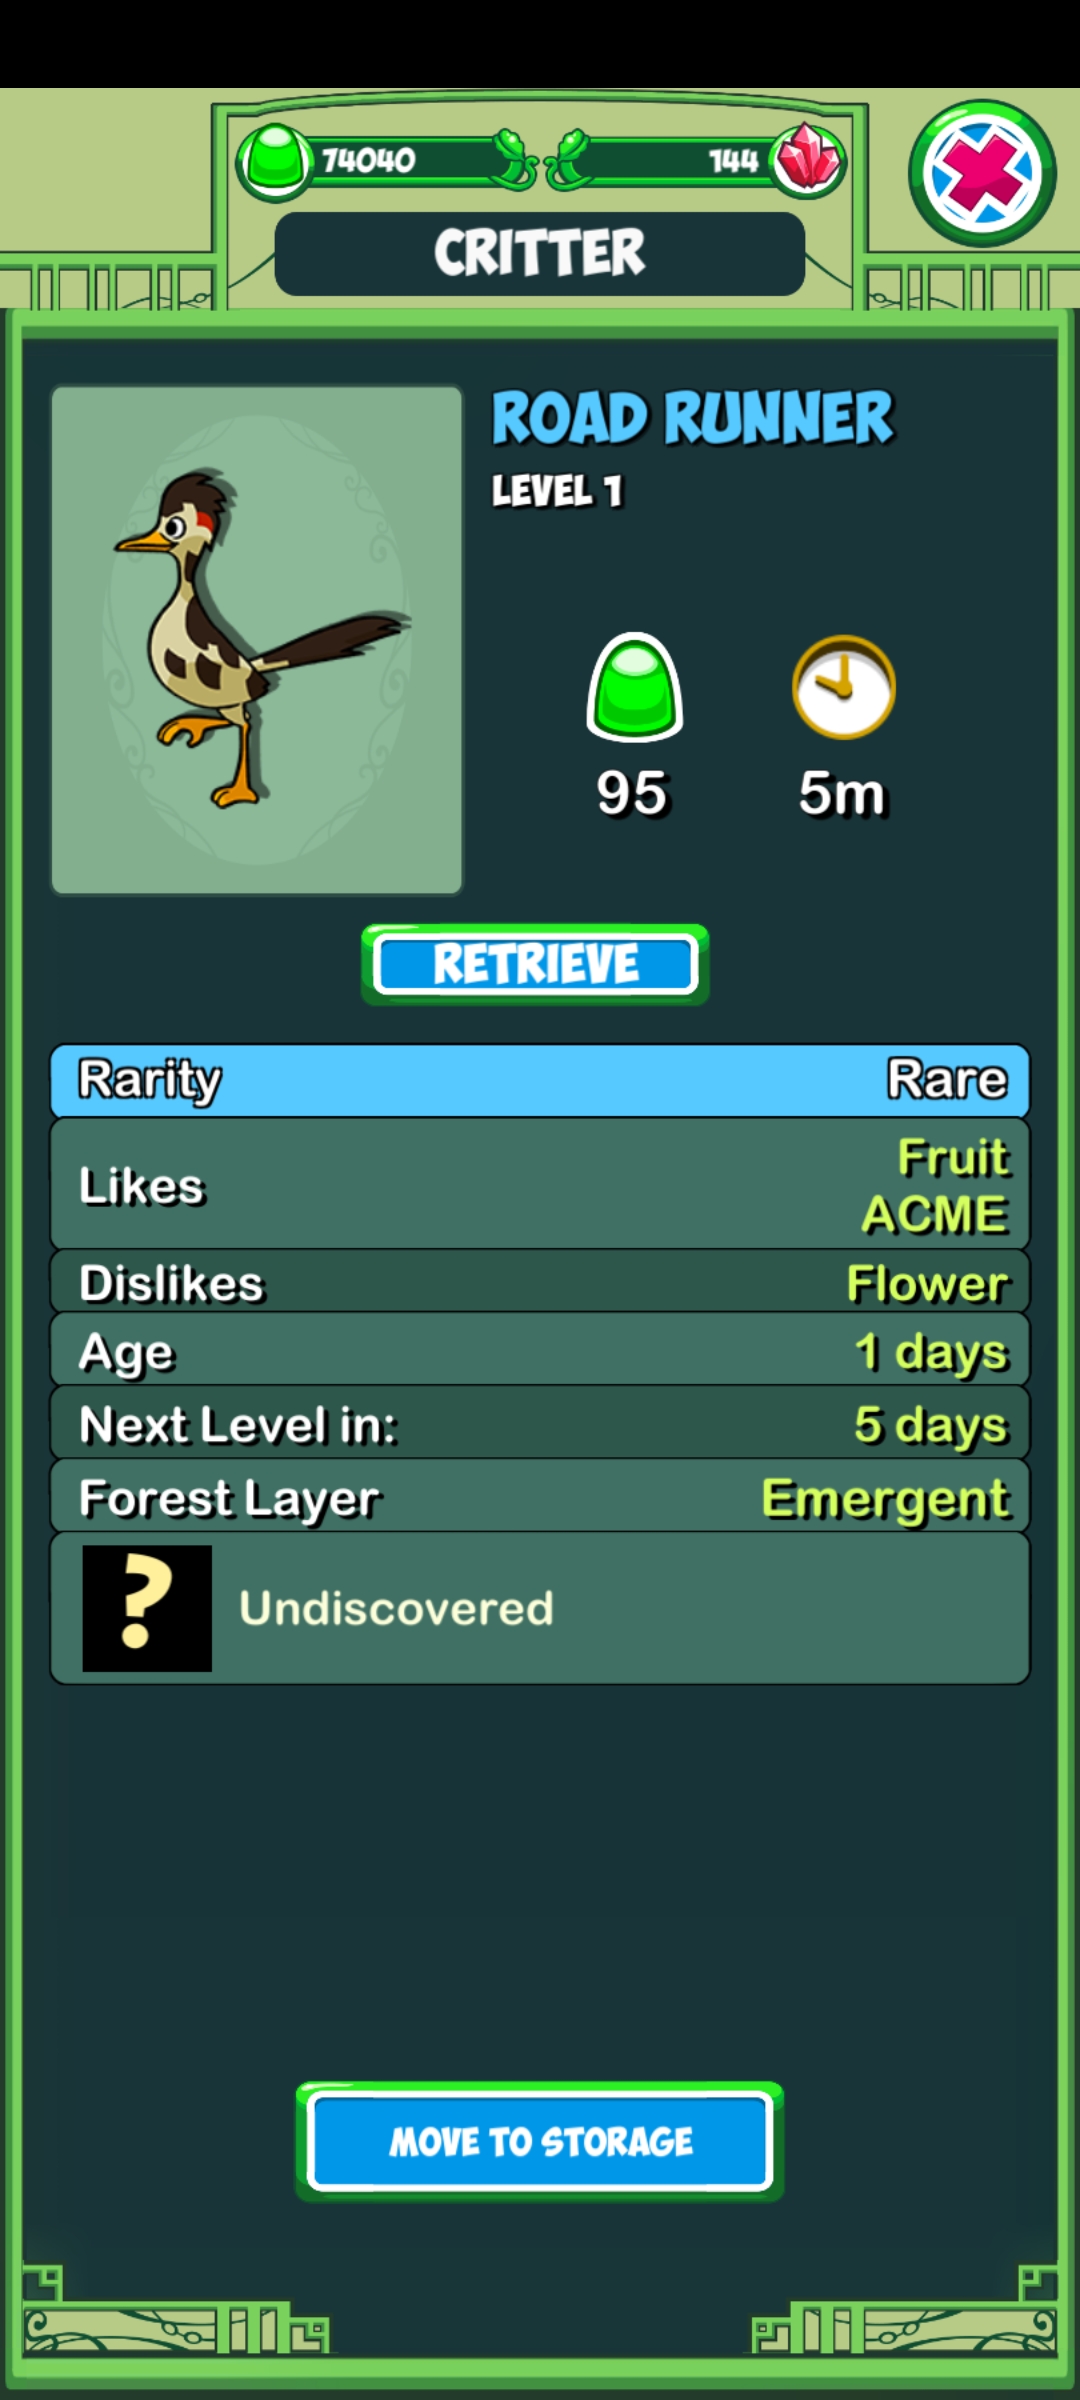 74040
144
CRITTER
ROAD RUNNER
LEVEL 1
95
5m
RETRIEVE
Rarity Rare
Likes Fruit
ACME
Dislikes Flower
Age 1 days
Next Level in: 5 days
Forest Layer Emergent
? Undiscovered
MOVE TO STORAGE